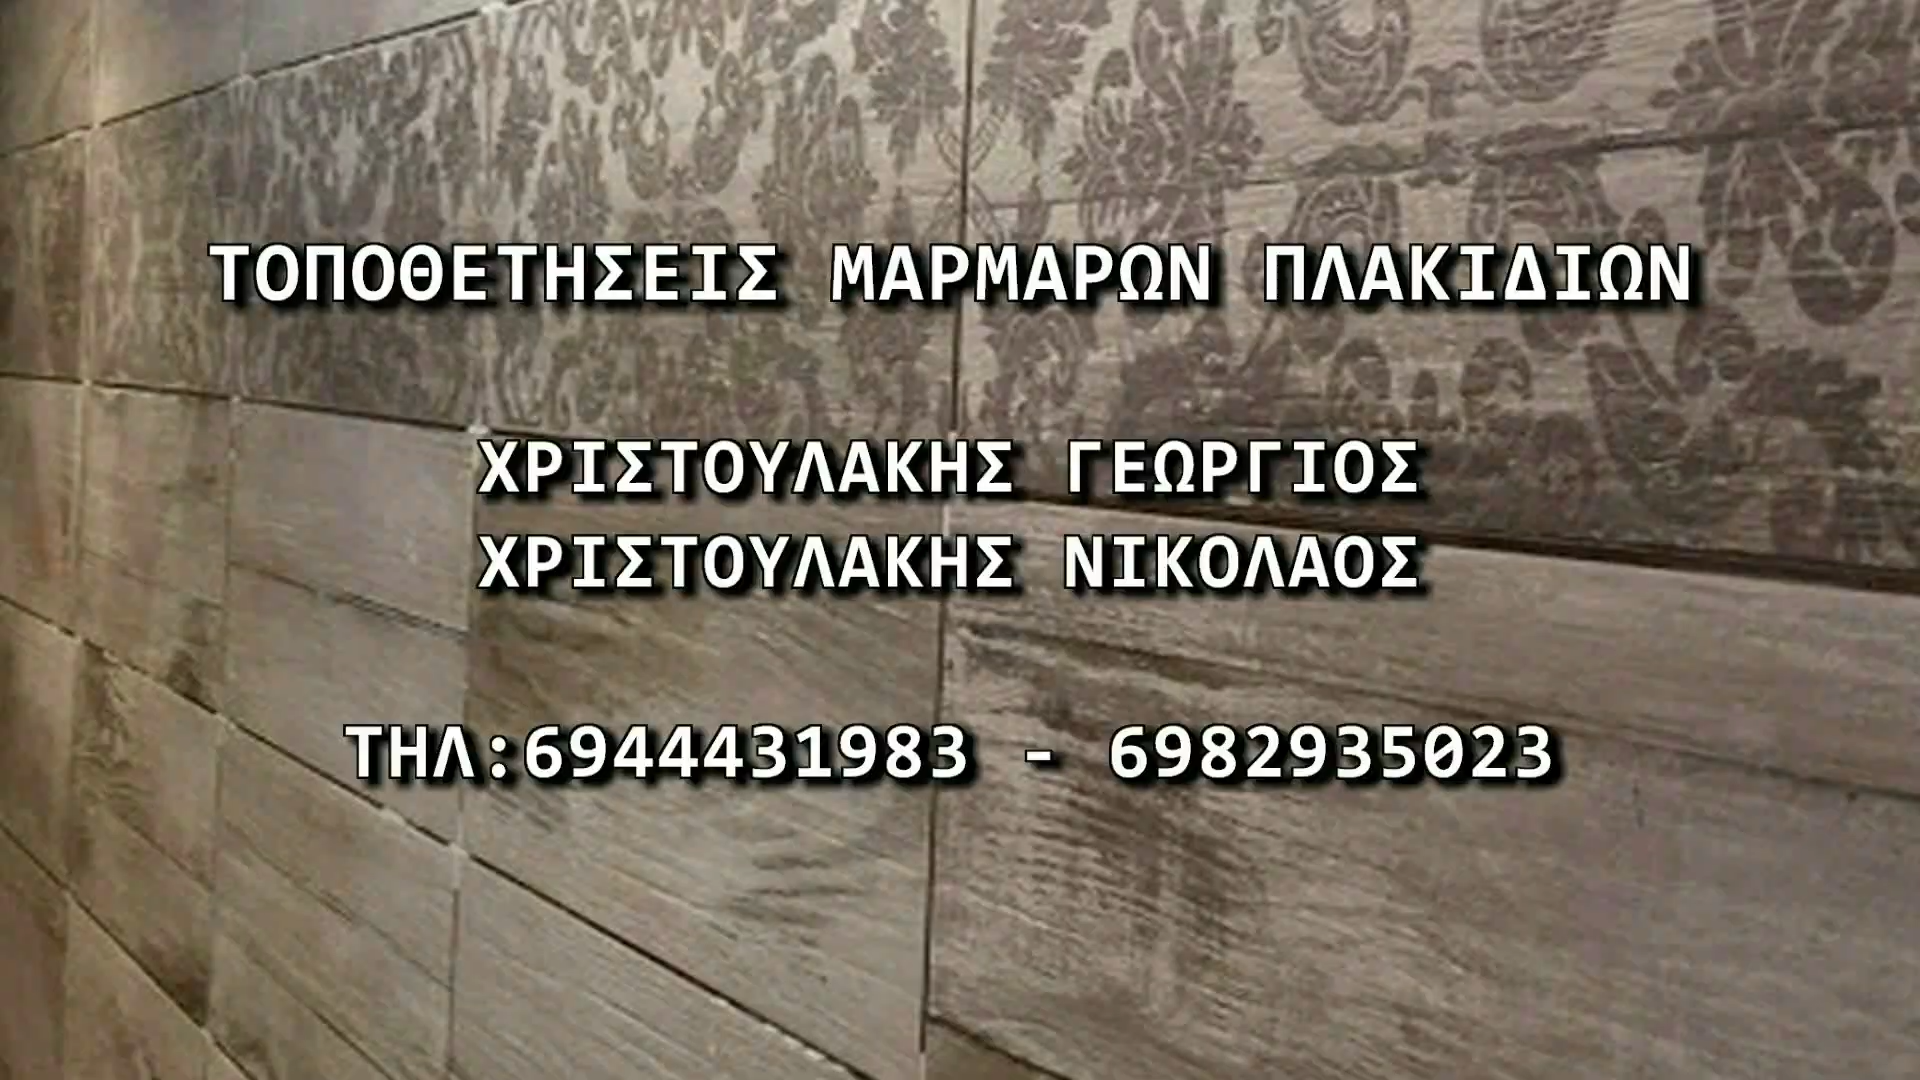 ΤΟΠΟΘΕΤΗΣΕΙΣ ΜΑΡΜΑΡΩΝ ΠΛΑΚΙΔΙΩΝ
ΧΡΙΣΤΟΥΛΑΚΗΣ ΓΕΩΡΓΙΟΣ
ΧΡΙΣΤΟΥΛΑΚΗΣ ΝΙΚΟΛΑΟΣ
ΤΗΛ:6944431983 - 6982935023